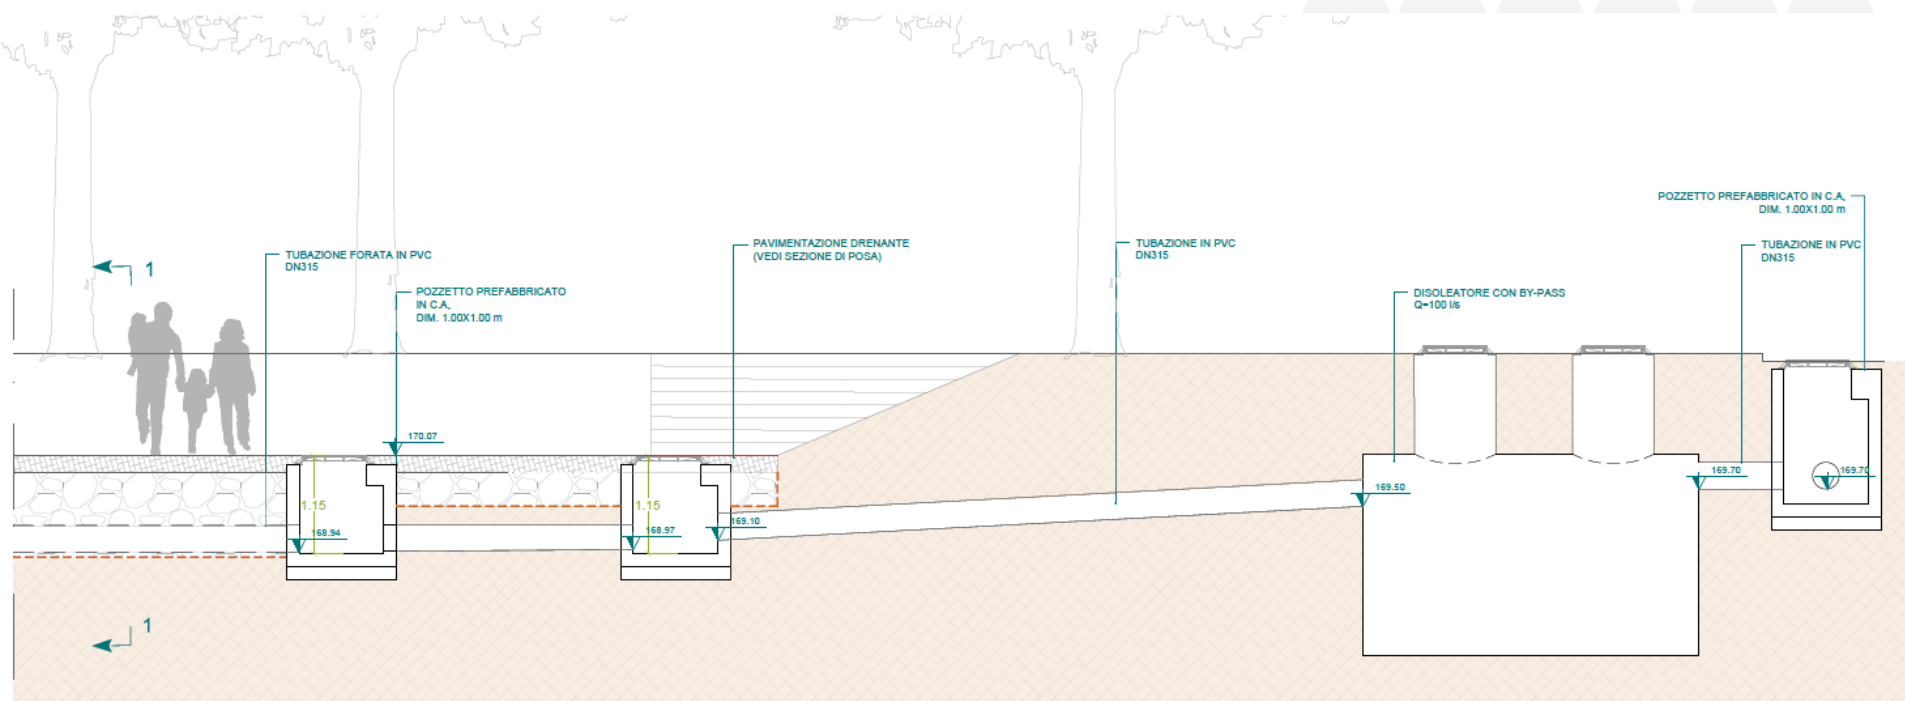 POZZETTO PREFABBRICATO IN C.A,
DIM. 1.00X1.00 m
TUBAZIONE FORATA IN PVC
DN315
PAVIMENTAZIONE DRENANTE
(VEDI SEZIONE DI POSA)
TUBAZIONE IN PVC
DN315
TUBAZIONE IN PVC
DN315
1
POZZETTO PREFABBRICATO
IN C.A,
DIM. 1.00X1.00 m
DISOLEATORE CON BY-PASS
Q=100 l/s
170.07
169.70
169.70
169.50
1.15
1.15
169.10
168.94
168.97
1